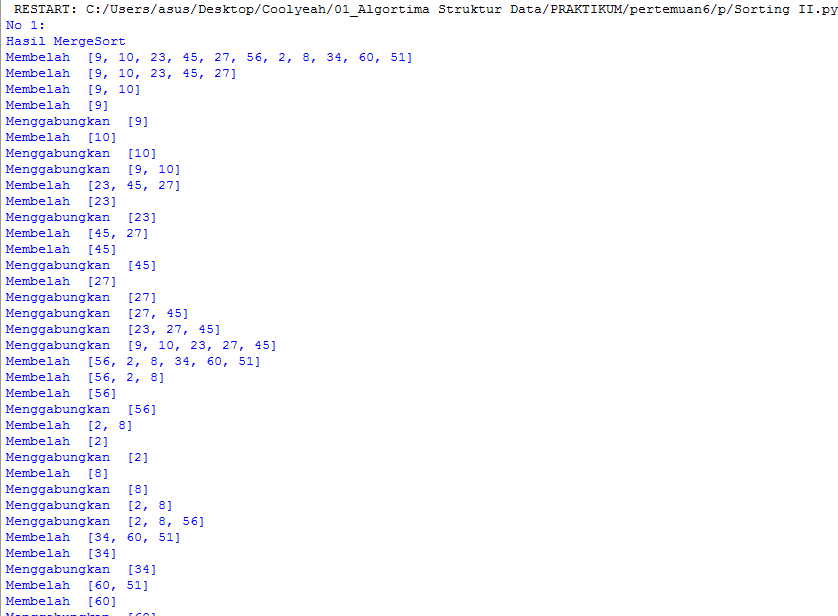 RESTART: C:/Users/asus/Desktop/Coolyeah/01_Algortima Struktur Data/PRAKTIKUM/pertemuan6/p/Sorting II.py
No 1:
Hasil MergeSort
Membelah  [9, 10, 23, 45, 27, 56, 2, 8, 34, 60, 51]
Membelah  [9, 10, 23, 45, 27]
Membelah  [9, 10]
Membelah  [9]
Menggabungkan  [9]
Membelah  [10]
Menggabungkan  [10]
Menggabungkan  [9, 10]
Membelah  [23, 45, 27]
Membelah  [23]
Menggabungkan  [23]
Membelah  [45, 27]
Membelah  [45]
Menggabungkan  [45]
Membelah  [27]
Menggabungkan  [27]
Menggabungkan  [27, 45]
Menggabungkan  [23, 27, 45]
Menggabungkan  [9, 10, 23, 27, 45]
Membelah  [56, 2, 8, 34, 60, 51]
Membelah  [56, 2, 8]
Membelah  [56]
Menggabungkan  [56]
Membelah  [2, 8]
Membelah  [2]
Menggabungkan  [2]
Membelah  [8]
Menggabungkan  [8]
Menggabungkan  [2, 8]
Menggabungkan  [2, 8, 56]
Membelah  [34, 60, 51]
Membelah  [34]
Menggabungkan  [34]
Membelah  [60, 51]
Membelah  [60]